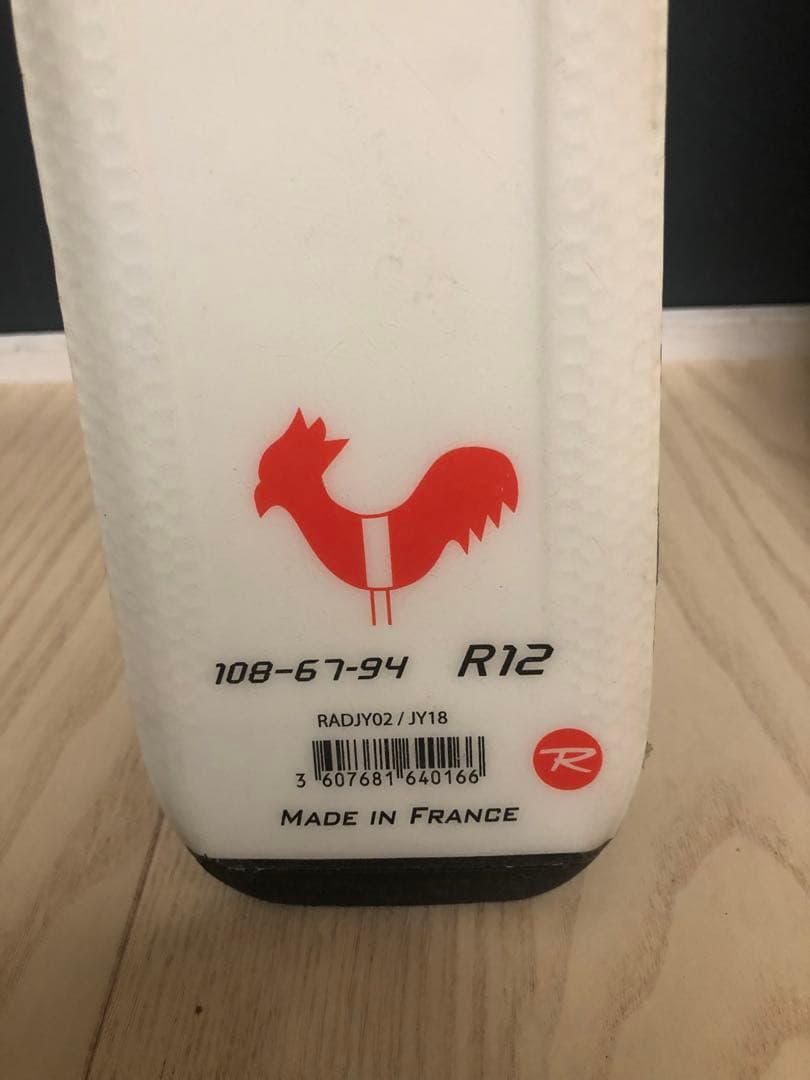 108-67-94 R12
RADJY02 / JY18
3 607681 640166
R
MADE IN FRANCE